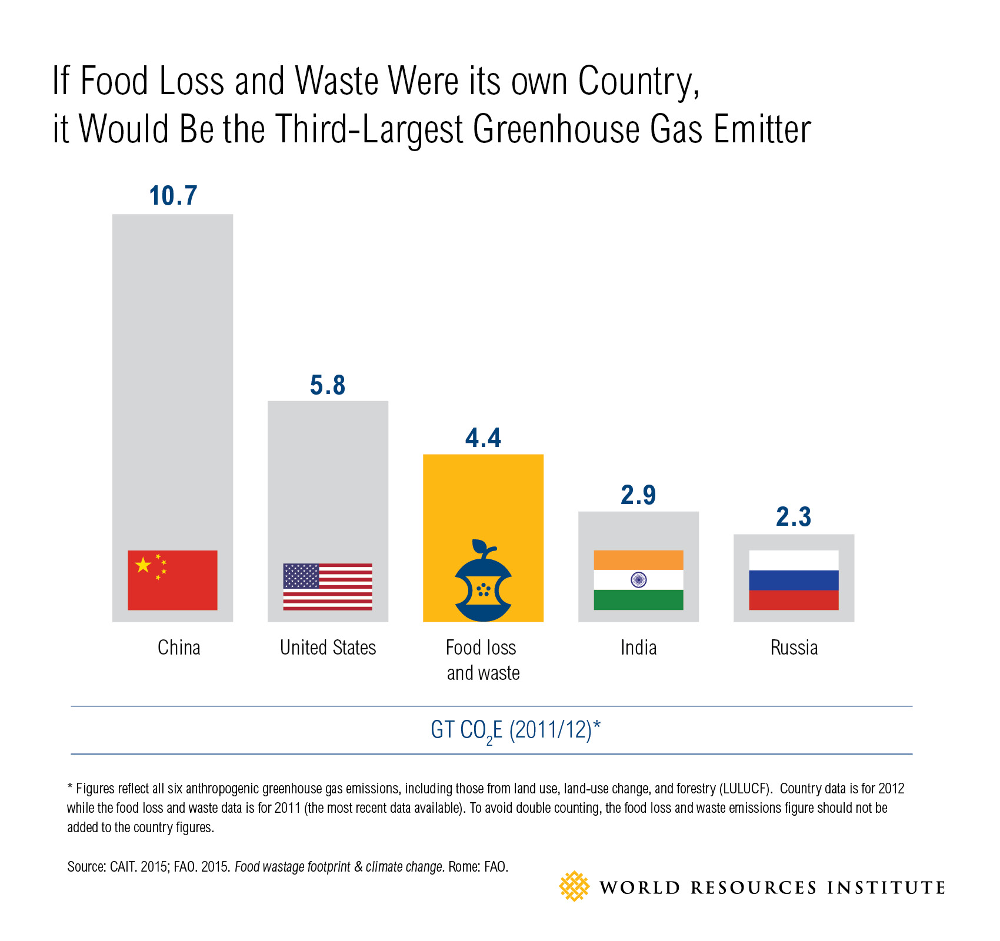 If Food Loss and Waste Were its own Country,
it Would Be the Third-Largest Greenhouse Gas Emitter
10.7
5.8
4.4
2.9
2.3
China
United States
Food loss
and waste
India
Russia
GT CO₂E (2011/12)*
* Figures reflect all six anthropogenic greenhouse gas emissions, including those from land use, land-use change, and forestry (LULUCF).  Country data is for 2012
while the food loss and waste data is for 2011 (the most recent data available). To avoid double counting, the food loss and waste emissions figure should not be
added to the country figures.
Source: CAIT. 2015; FAO. 2015. Food wastage footprint & climate change. Rome: FAO.
WORLD RESOURCES INSTITUTE